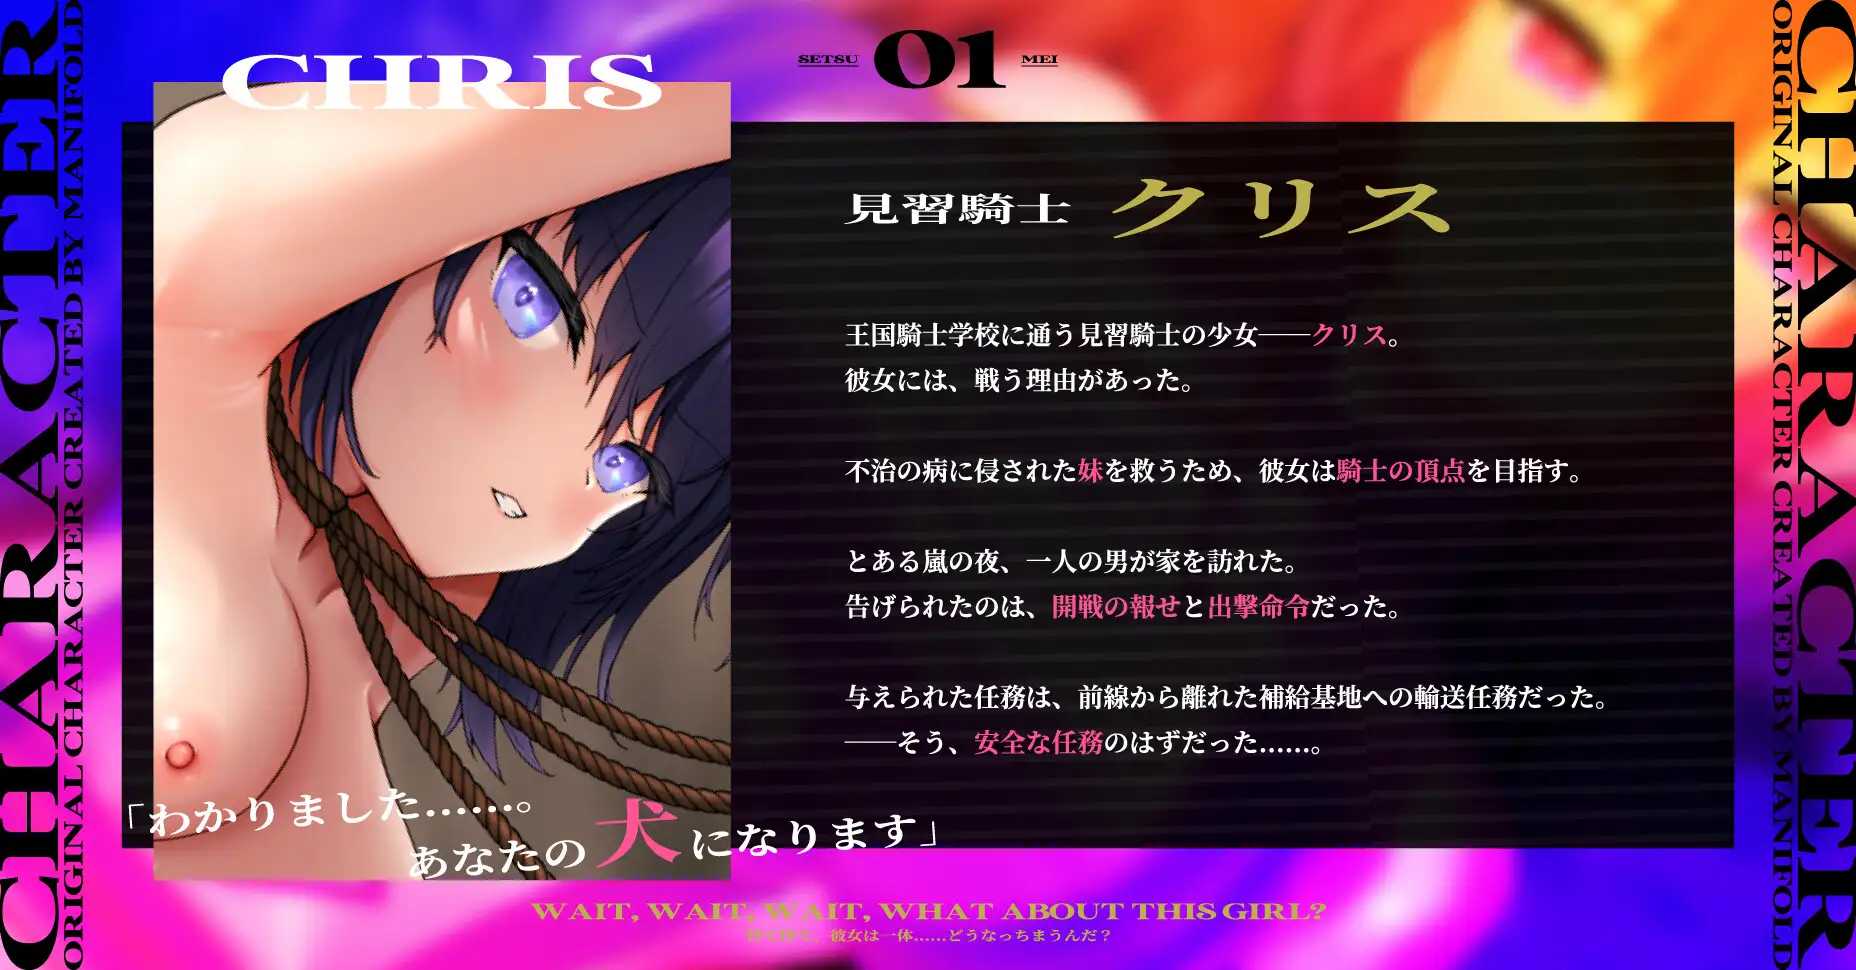 CHRIS
SETSU 01 MEI
見習騎士 クリス
王国騎士学校に通う見習騎士の少女──クリス。
彼女には、戦う理由があった。
不治の病に侵された妹を救うため、彼女は騎士の頂点を目指す。
とある嵐の夜、一人の男が家を訪れた。
告げられたのは、開戦の報せと出撃命令だった。
与えられた任務は、前線から離れた補給基地への輸送任務だった。
──そう、安全な任務のはずだった……。
「わかりました……。
あなたの犬になります」
WAIT, WAIT, WAIT, WHAT ABOUT THIS GIRL?
彼女は一体……どうなっちまうんだ？
CHARACTER
ORIGINAL CHARACTER CREATED BY MANIFOLD
CHARACTER
ORIGINAL CHARACTER CREATED BY MANIFOLD